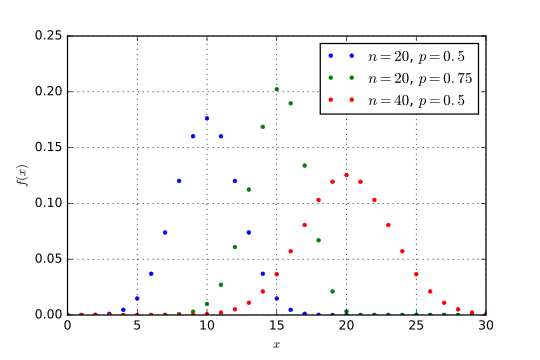 0.25
0.20
0.15
0.10
0.05
0.00
f(x)
0 5 10 15 20 25 30
x
n = 20, p = 0.5
n = 20, p = 0.75
n = 40, p = 0.5